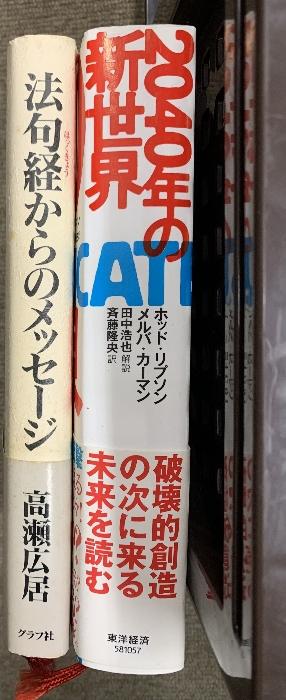 法句経からのメッセージ
ほっくきょう
高瀬広居
グラフ社
2040年の
新世界
CATI
ホッド・リプソン
メルバ・カーマン
田中浩也 解説
斉藤隆央 訳
破壊的創造
の次に来る
未来を読む
東洋経済
581057